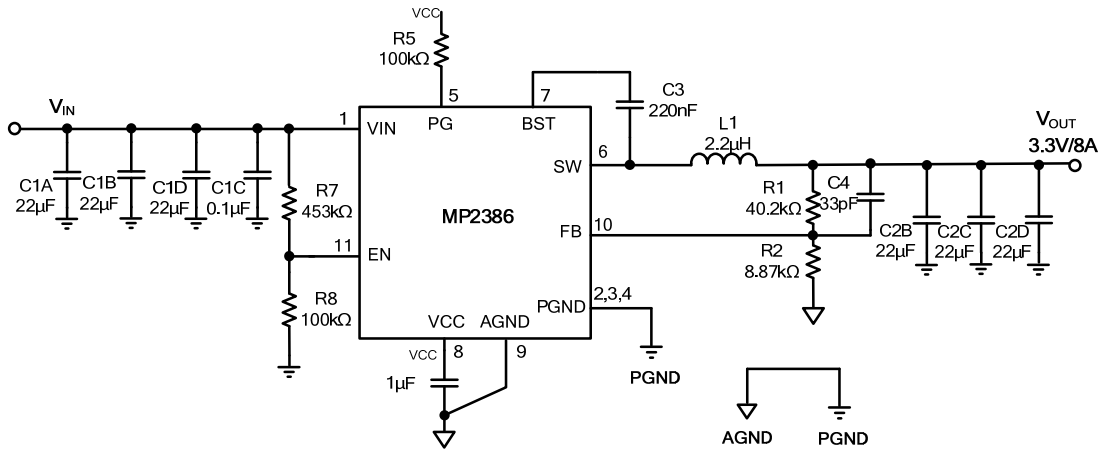 VCC
R5
100kΩ
5
7
C3
220nF
VIN
1
VIN
PG
BST
L1
2.2µH
VOUT
3.3V/8A
6
SW
C1A
22µF
C1B
22µF
C1D
22µF
C1C
0.1µF
R7
453kΩ
MP2386
R1
40.2kΩ
C4
33pF
10
FB
11
EN
R2
8.87kΩ
C2B
22µF
C2C
22µF
C2D
22µF
R8
100kΩ
2,3,4
PGND
VCC
AGND
VCC
8
9
1µF
PGND
AGND
PGND